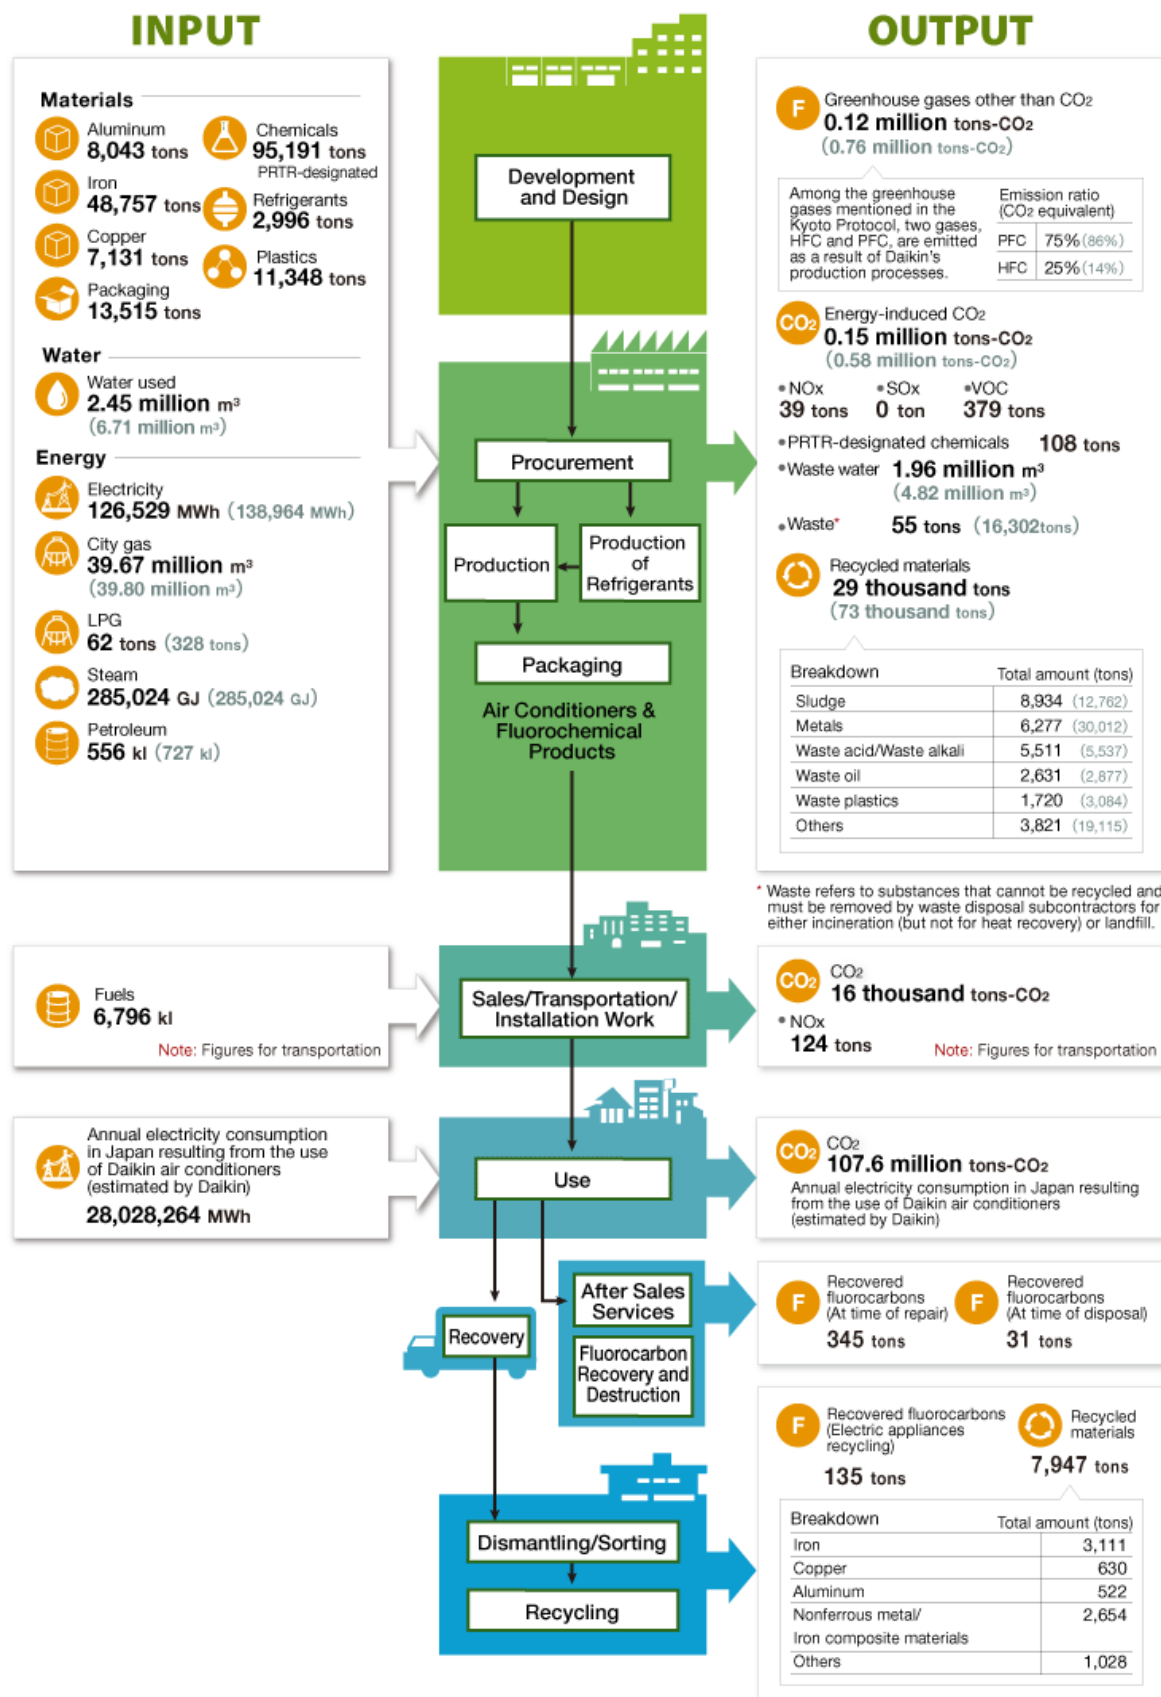 INPUT
Materials
Aluminum
8,043 tons
Iron
48,757 tons
Copper
7,131 tons
Packaging
13,515 tons
Chemicals
95,191 tons
PRTR-designated
Refrigerants
2,996 tons
Plastics
11,348 tons
Water
Water used
2.45 million m³
(6.71 million m³)
Energy
Electricity
126,529 MWh (138,964 MWh)
City gas
39.67 million m³
(39.80 million m³)
LPG
62 tons (328 tons)
Steam
285,024 GJ (285,024 GJ)
Petroleum
556 kl (727 kl)
Fuels
6,796 kl
Note: Figures for transportation
Annual electricity consumption
in Japan resulting from the use
of Daikin air conditioners
(estimated by Daikin)
28,028,264 MWh
Development
and Design
Procurement
Production
Production
of
Refrigerants
Packaging
Air Conditioners &
Fluorochemical
Products
Sales/Transportation/
Installation Work
Use
After Sales
Services
Recovery
Fluorocarbon
Recovery and
Destruction
Dismantling/Sorting
Recycling
OUTPUT
F
Greenhouse gases other than CO₂
0.12 million tons-CO₂
(0.76 million tons-CO₂)
Among the greenhouse
gases mentioned in the
Kyoto Protocol, two gases,
HFC and PFC, are emitted
as a result of Daikin's
production processes.
Emission ratio
(CO₂ equivalent)
PFC 75% (86%)
HFC 25% (14%)
CO₂
Energy-induced CO₂
0.15 million tons-CO₂
(0.58 million tons-CO₂)
•NOx •SOx •VOC
39 tons 0 ton 379 tons
•PRTR-designated chemicals 108 tons
•Waste water 1.96 million m³
(4.82 million m³)
•Waste* 55 tons (16,302tons)
Recycled materials
29 thousand tons
(73 thousand tons)
Breakdown Total amount (tons)
Sludge 8,934 (12,762)
Metals 6,277 (30,012)
Waste acid/Waste alkali 5,511 (5,537)
Waste oil 2,631 (2,877)
Waste plastics 1,720 (3,084)
Others 3,821 (19,115)
* Waste refers to substances that cannot be recycled and
must be removed by waste disposal subcontractors for
either incineration (but not for heat recovery) or landfill.
CO₂
CO₂
16 thousand tons-CO₂
•NOx
124 tons
Note: Figures for transportation
CO₂
CO₂
107.6 million tons-CO₂
Annual electricity consumption in Japan resulting
from the use of Daikin air conditioners
(estimated by Daikin)
F
Recovered
fluorocarbons
(At time of repair)
345 tons
F
Recovered
fluorocarbons
(At time of disposal)
31 tons
F
Recovered fluorocarbons
(Electric appliances
recycling)
135 tons
Recycled
materials
7,947 tons
Breakdown Total amount (tons)
Iron 3,111
Copper 630
Aluminum 522
Nonferrous metal/ 2,654
Iron composite materials
Others 1,028